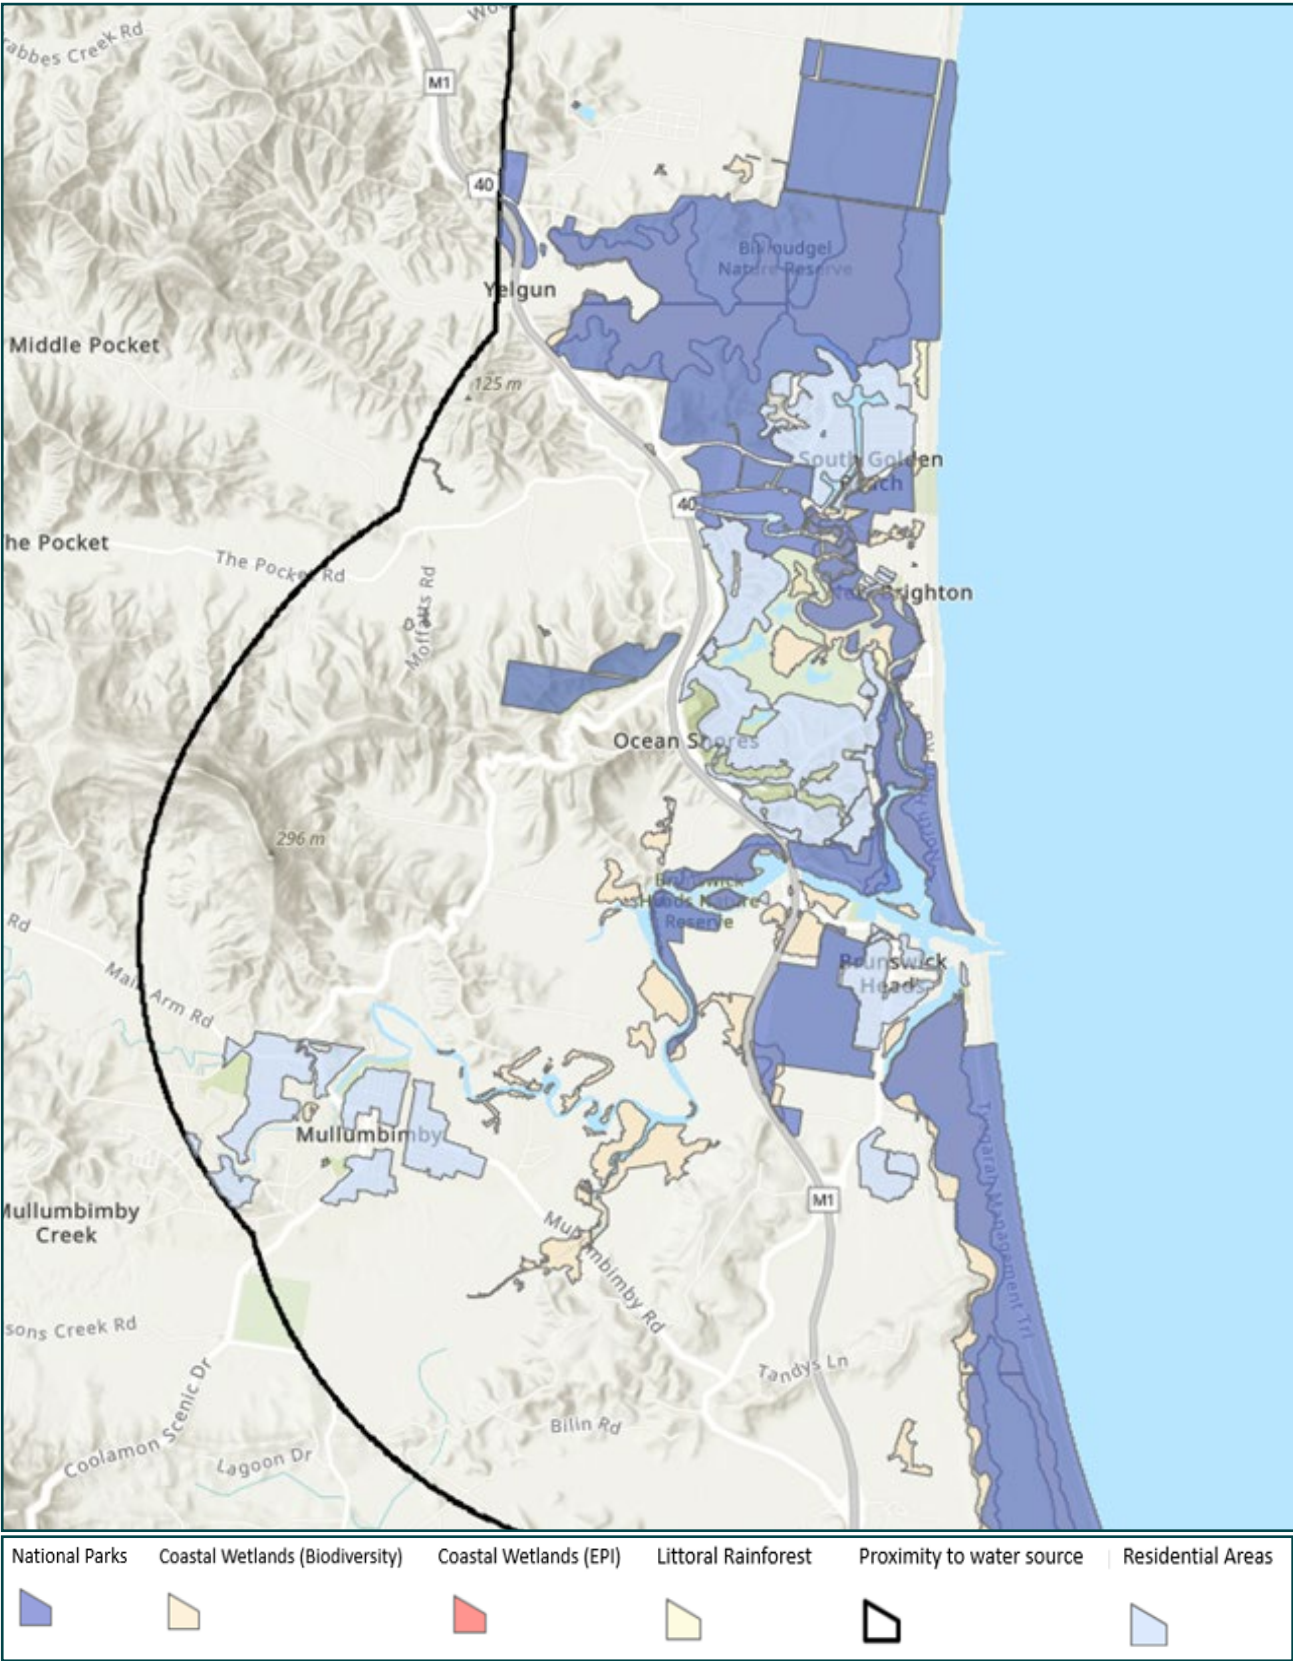 Crabbes Creek Rd
M1
40
Billinudgel
Nature Reserve
Yelgun
Middle Pocket
125 m
South Golden
Beach
40
The Pocket
The Pocket Rd
Moffatts Rd
New Brighton
Ocean Shores
296 m
Brunswick
Heads Nature
Reserve
Rd
Main Arm Rd
Brunswick
Heads
Mullumbimby
Mullumbimby
Creek
M1
Tyagarah Management Trl
Mullumbimby Rd
sons Creek Rd
Tandys Ln
Coolamon Scenic Dr
Bilin Rd
Lagoon Dr
National Parks
Coastal Wetlands (Biodiversity)
Coastal Wetlands (EPI)
Littoral Rainforest
Proximity to water source
Residential Areas